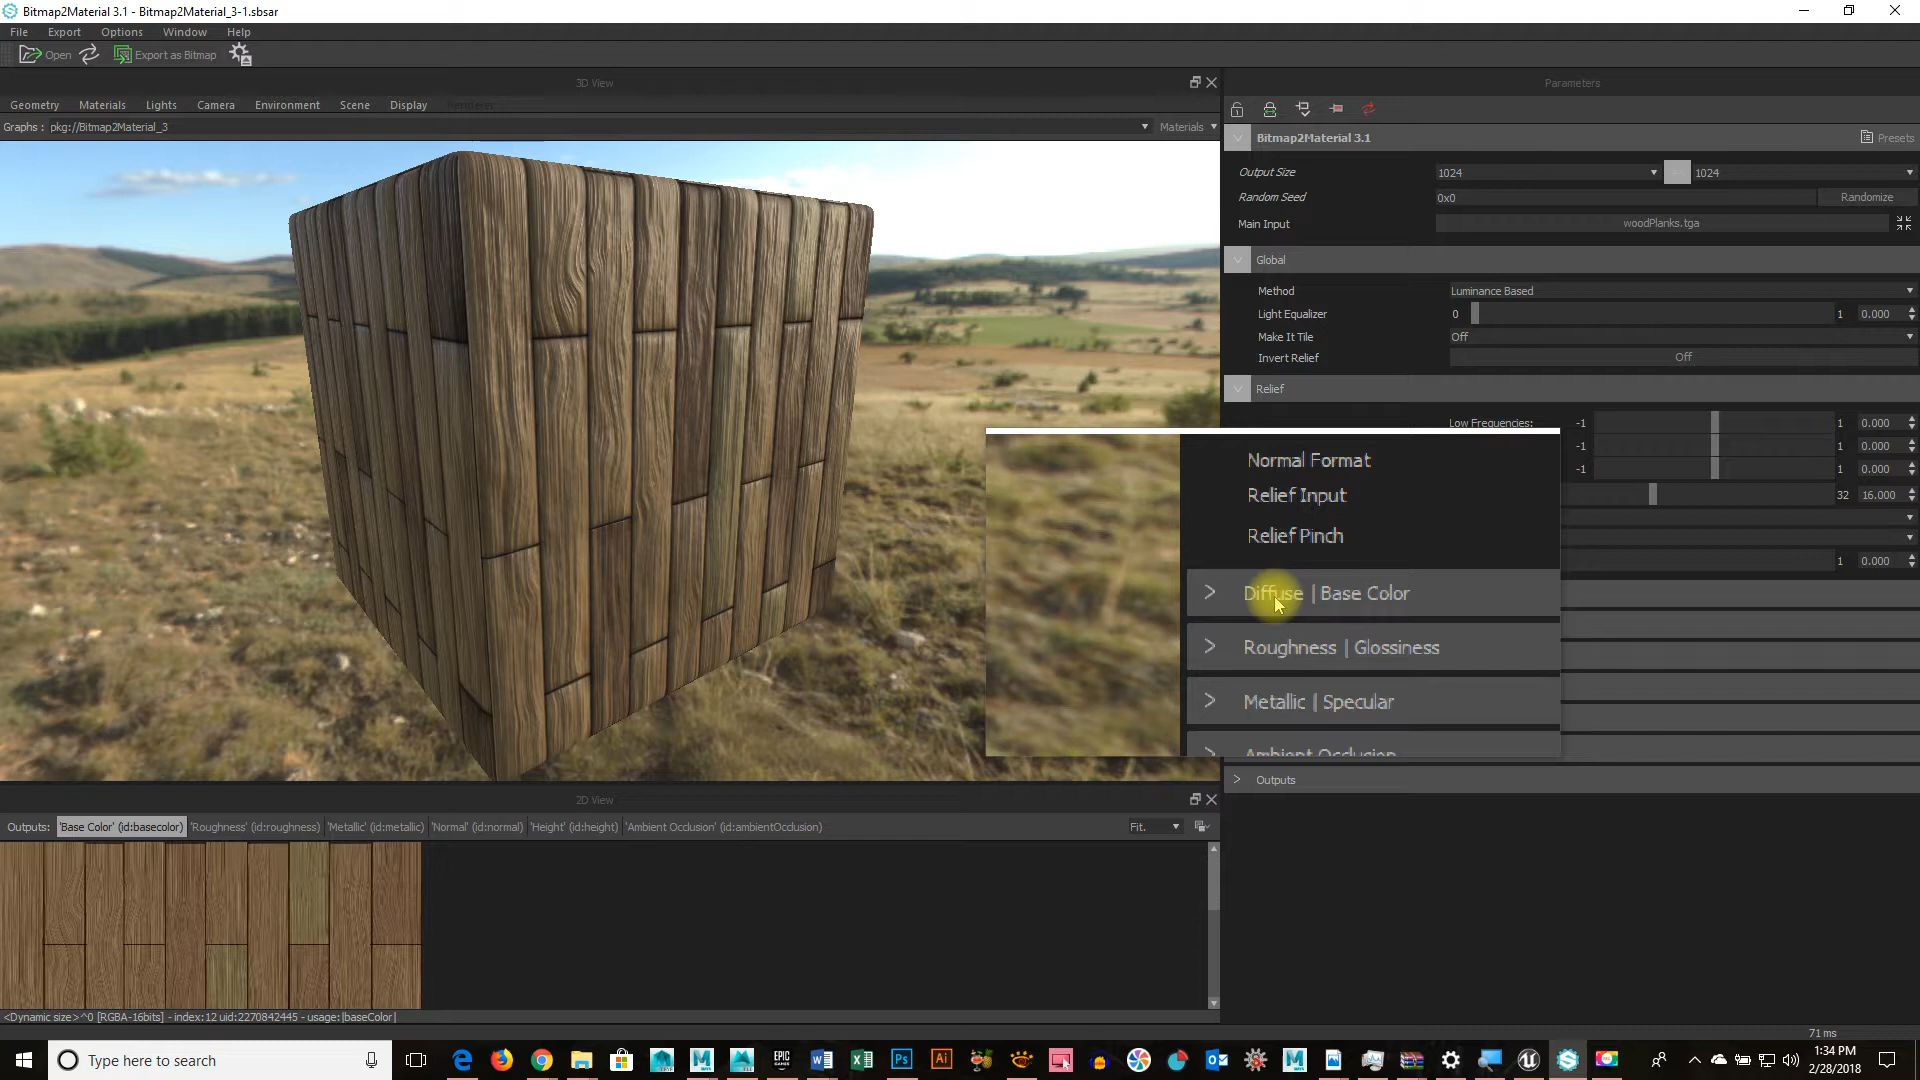 Bitmap2Material 3.1 - Bitmap2Material_3-1.sbsar
File Export Options Window Help
Open Export as Bitmap
3D View
Parameters
Geometry Materials Lights Camera Environment Scene Display Renderer
Graphs : pkg://Bitmap2Material_3 Materials
Bitmap2Material 3.1 Presets
Output Size 1024 1024
Random Seed 0x0 Randomize
Main Input woodPlanks.tga
Global
Method Luminance Based
Light Equalizer 0 1 0.000
Make It Tile Off
Invert Relief Off
Relief
Low Frequencies: -1 1 0.000
-1 1 0.000
-1 1 0.000
32 16.000
1 0.000
Normal Format
Relief Input
Relief Pinch
Diffuse | Base Color
Roughness | Glossiness
Metallic | Specular
Ambient Occlusion
Outputs
2D View
Outputs: 'Base Color' (id:basecolor) 'Roughness' (id:roughness) 'Metallic' (id:metallic) 'Normal' (id:normal) 'Height' (id:height) 'Ambient Occlusion' (id:ambientOcclusion) Fit.
<Dynamic size>^0 [RGBA-16bits] - index:12 uid:2270842445 - usage:|baseColor|
71 ms
Type here to search
1:34 PM
2/28/2018